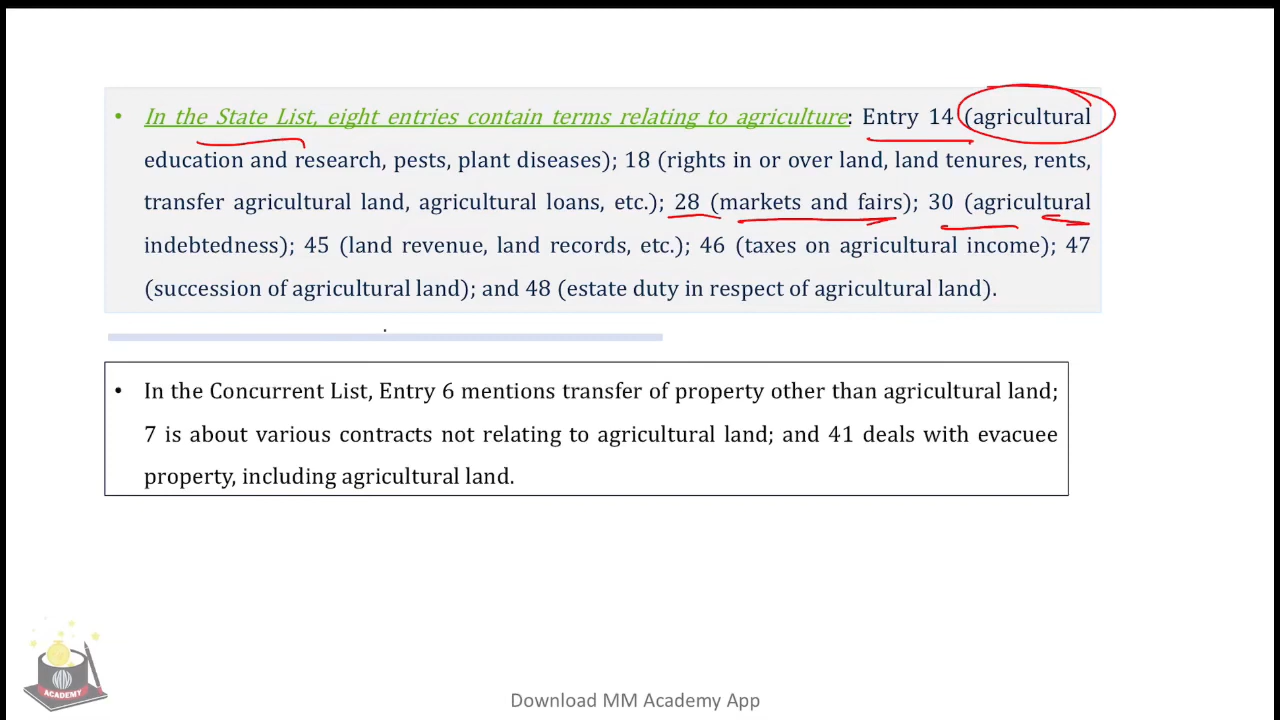 • In the State List, eight entries contain terms relating to agriculture: Entry 14 (agricultural
education and research, pests, plant diseases); 18 (rights in or over land, land tenures, rents,
transfer agricultural land, agricultural loans, etc.); 28 (markets and fairs); 30 (agricultural
indebtedness); 45 (land revenue, land records, etc.); 46 (taxes on agricultural income); 47
(succession of agricultural land); and 48 (estate duty in respect of agricultural land).
• In the Concurrent List, Entry 6 mentions transfer of property other than agricultural land;
7 is about various contracts not relating to agricultural land; and 41 deals with evacuee
property, including agricultural land.
ACADEMY
Download MM Academy App